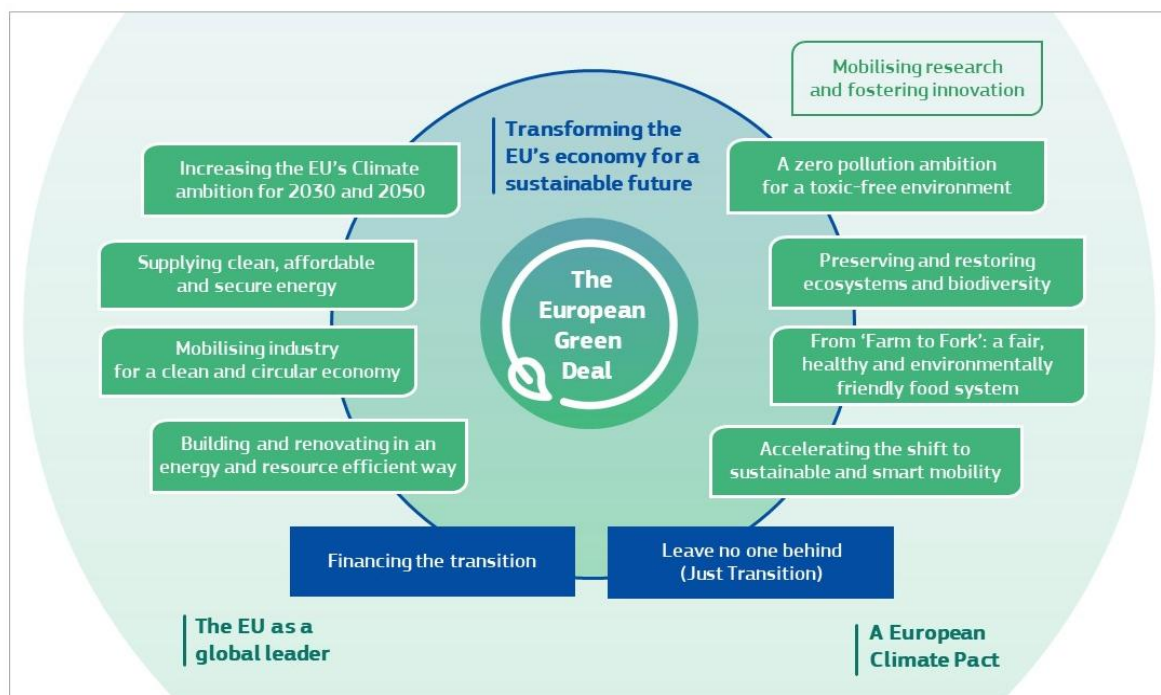 Mobilising research
and fostering innovation
Transforming the
EU's economy for a
sustainable future
Increasing the EU's Climate
ambition for 2030 and 2050
A zero pollution ambition
for a toxic-free environment
Supplying clean, affordable
and secure energy
Preserving and restoring
ecosystems and biodiversity
The
European
Green
Deal
Mobilising industry
for a clean and circular economy
From ‘Farm to Fork’: a fair,
healthy and environmentally
friendly food system
Building and renovating in an
energy and resource efficient way
Accelerating the shift to
sustainable and smart mobility
Financing the transition
Leave no one behind
(Just Transition)
The EU as a
global leader
A European
Climate Pact